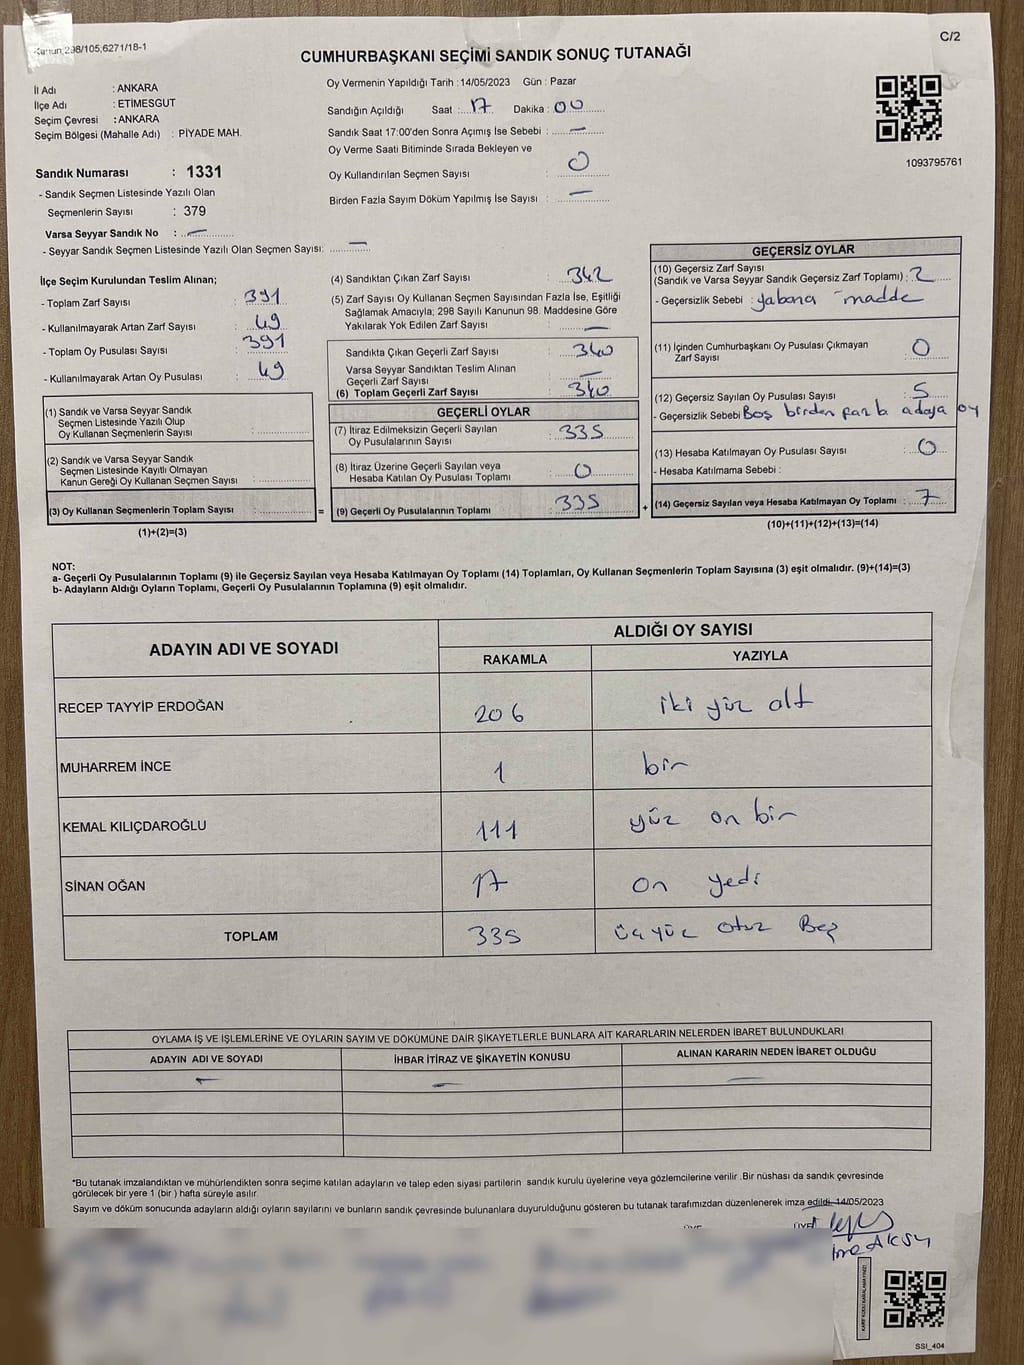 Kanun;298/105;6271/18-1
C/2
CUMHURBAŞKANI SEÇİMİ SANDIK SONUÇ TUTANAĞI
İl Adı : ANKARA
İlçe Adı : ETİMESGUT
Seçim Çevresi : ANKARA
Seçim Bölgesi (Mahalle Adı) : PİYADE MAH.
Oy Vermenin Yapıldığı Tarih :14/05/2023 Gün : Pazar
Sandığın Açıldığı Saat : 17 Dakika : 00
Sandık Saat 17:00'den Sonra Açımış İse Sebebi : –
Oy Verme Saati Bitiminde Sırada Bekleyen ve
Oy Kullandırılan Seçmen Sayısı : 0
Birden Fazla Sayım Döküm Yapılmış İse Sayısı : –
1093795761
Sandık Numarası : 1331
- Sandık Seçmen Listesinde Yazılı Olan
Seçmenlerin Sayısı : 379
Varsa Seyyar Sandık No : –
- Seyyar Sandık Seçmen Listesinde Yazılı Olan Seçmen Sayısı: –
İlçe Seçim Kurulundan Teslim Alınan;
- Toplam Zarf Sayısı : 391
- Kullanılmayarak Artan Zarf Sayısı : 49
- Toplam Oy Pusulası Sayısı : 391
- Kullanılmayarak Artan Oy Pusulası : 49
(1) Sandık ve Varsa Seyyar Sandık
Seçmen Listesinde Yazılı Olup
Oy Kullanan Seçmenlerin Sayısı :
(2) Sandık ve Varsa Seyyar Sandık
Seçmen Listesinde Kayıtlı Olmayan
Kanun Gereği Oy Kullanan Seçmen Sayısı :
(3) Oy Kullanan Seçmenlerin Toplam Sayısı :
=
(1)+(2)=(3)
(4) Sandıktan Çıkan Zarf Sayısı : 342
(5) Zarf Sayısı Oy Kullanan Seçmen Sayısından Fazla İse, Eşitliği
Sağlamak Amacıyla; 298 Sayılı Kanunun 98. Maddesine Göre
Yakılarak Yok Edilen Zarf Sayısı : –
Sandıkta Çıkan Geçerli Zarf Sayısı : 340
Varsa Seyyar Sandıktan Teslim Alınan
Geçerli Zarf Sayısı : –
(6) Toplam Geçerli Zarf Sayısı : 340
GEÇERLİ OYLAR
(7) İtiraz Edilmeksizin Geçerli Sayılan
Oy Pusulalarının Sayısı : 335
(8) İtiraz Üzerine Geçerli Sayılan veya
Hesaba Katılan Oy Pusulası Toplamı : 0
(9) Geçerli Oy Pusulalarının Toplamı : 335
+
GEÇERSİZ OYLAR
(10) Geçersiz Zarf Sayısı
(Sandık ve Varsa Seyyar Sandık Geçersiz Zarf Toplamı) : 2
- Geçersizlik Sebebi : yabancı madde
(11) İçinden Cumhurbaşkanı Oy Pusulası Çıkmayan
Zarf Sayısı : 0
(12) Geçersiz Sayılan Oy Pusulası Sayısı : 5
- Geçersizlik Sebebi Boş birden fazla adaya oy
(13) Hesaba Katılmayan Oy Pusulası Sayısı : 0
- Hesaba Katılmama Sebebi :
(14) Geçersiz Sayılan veya Hesaba Katılmayan Oy Toplamı : 7
(10)+(11)+(12)+(13)=(14)
NOT:
a- Geçerli Oy Pusulalarının Toplamı (9) ile Geçersiz Sayılan veya Hesaba Katılmayan Oy Toplamı (14) Toplamları, Oy Kullanan Seçmenlerin Toplam Sayısına (3) eşit olmalıdır. (9)+(14)=(3)
b- Adayların Aldığı Oyların Toplamı, Geçerli Oy Pusulalarının Toplamına (9) eşit olmalıdır.
ADAYIN ADI VE SOYADI
ALDIĞI OY SAYISI
RAKAMLA YAZIYLA
RECEP TAYYİP ERDOĞAN 206 iki yüz altı
MUHARREM İNCE 1 bir
KEMAL KILIÇDAROĞLU 111 yüz on bir
SİNAN OĞAN 17 on yedi
TOPLAM 335 üç yüz otuz Beş
OYLAMA İŞ VE İŞLEMLERİNE VE OYLARIN SAYIM VE DÖKÜMÜNE DAİR ŞİKAYETLERLE BUNLARA AİT KARARLARIN NELERDEN İBARET BULUNDUKLARI
ADAYIN ADI VE SOYADI İHBAR İTİRAZ VE ŞİKAYETİN KONUSU ALINAN KARARIN NEDEN İBARET OLDUĞU
– – –
*Bu tutanak imzalandıktan ve mühürlendikten sonra seçime katılan adayların ve talep eden siyasi partilerin sandık kurulu üyelerine veya gözlemcilerine verilir .Bir nüshası da sandık çevresinde
görülecek bir yere 1 (bir ) hafta süreyle asılır.
Sayım ve döküm sonucunda adayların aldığı oyların sayılarını ve bunların sandık çevresinde bulunanlara duyurulduğunu gösteren bu tutanak tarafımızdan düzenlenerek imza edildi. 14/05/2023
SSI_404